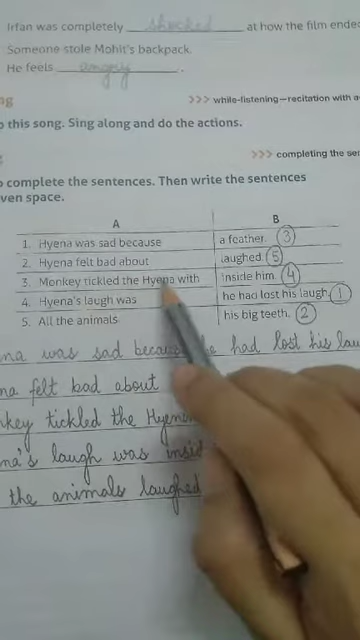 Irfan was completely shocked at how the film ende
Someone stole Mohit's backpack.
He feels angry.
ng >>> while-listening—recitation with a
o this song. Sing along and do the actions.
>>> completing the sen
o complete the sentences. Then write the sentences
ven space.
A B
1. Hyena was sad because a feather. 3
2. Hyena felt bad about laughed. 5
3. Monkey tickled the Hyena with inside him. 4
4. Hyena's laugh was he had lost his laugh. 1
5. All the animals his big teeth. 2
na was sad because he had lost his lau
na felt bad about
key tickled the Hyena
na's laugh was insid
the animals laughed